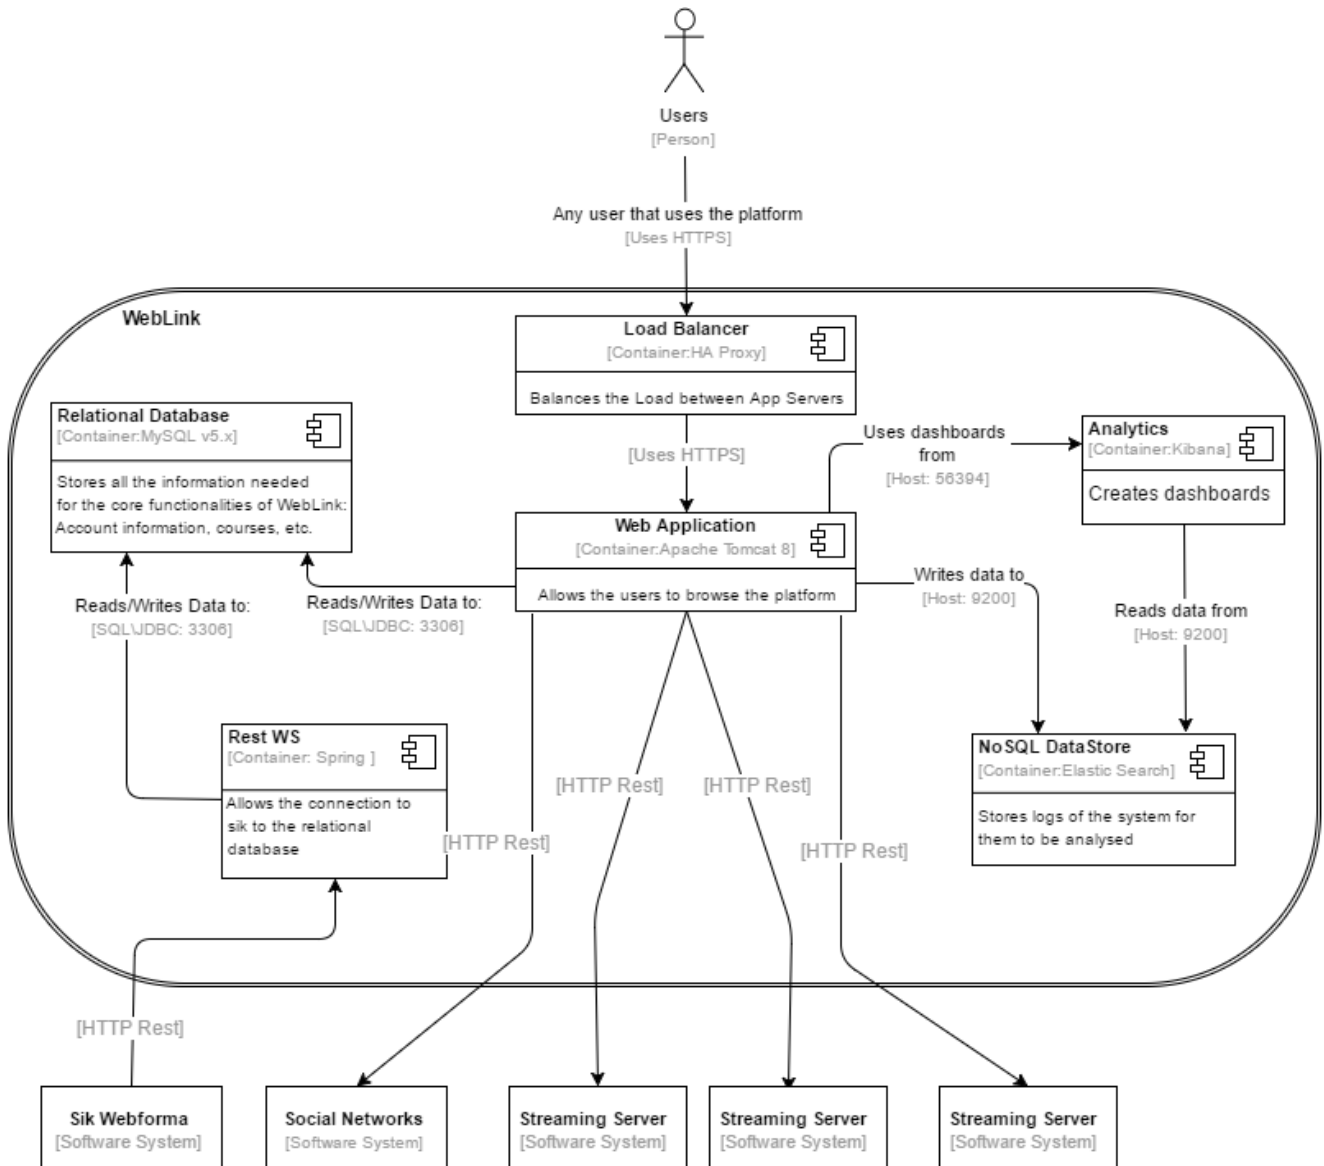 Users
[Person]
Any user that uses the platform
[Uses HTTPS]
WebLink
Load Balancer
[Container:HA Proxy]
Balances the Load between App Servers
Relational Database
[Container:MySQL v5.x]
Stores all the information needed
for the core functionalities of WebLink:
Account information, courses, etc.
[Uses HTTPS]
Uses dashboards
from
[Host: 56394]
Analytics
[Container:Kibana]
Creates dashboards
Web Application
[Container:Apache Tomcat 8]
Allows the users to browse the platform
Reads/Writes Data to:
[SQL\JDBC: 3306]
Reads/Writes Data to:
[SQL\JDBC: 3306]
Writes data to
[Host: 9200]
Reads data from
[Host: 9200]
Rest WS
[Container: Spring ]
Allows the connection to
sik to the relational
database
NoSQL DataStore
[Container:Elastic Search]
Stores logs of the system for
them to be analysed
[HTTP Rest]
[HTTP Rest]
[HTTP Rest]
[HTTP Rest]
[HTTP Rest]
Sik Webforma
[Software System]
Social Networks
[Software System]
Streaming Server
[Software System]
Streaming Server
[Software System]
Streaming Server
[Software System]